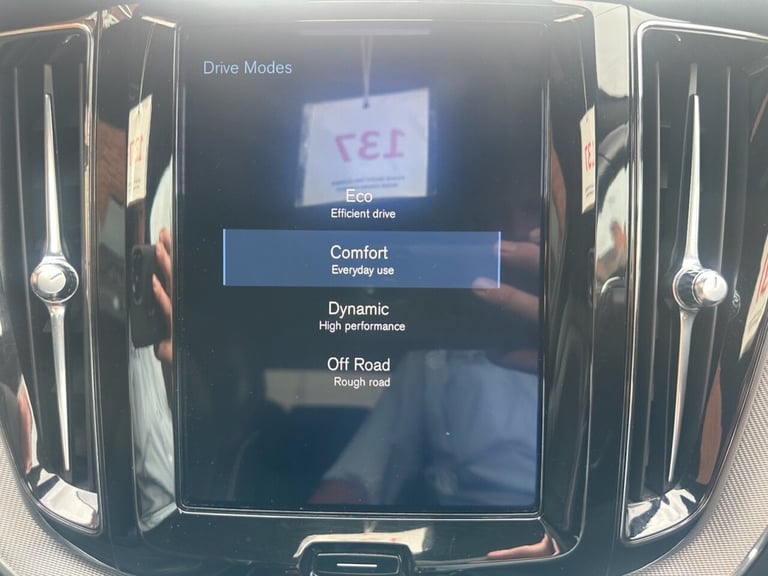 Drive Modes
137
Eco
Efficient drive
Comfort
Everyday use
Dynamic
High performance
Off Road
Rough road